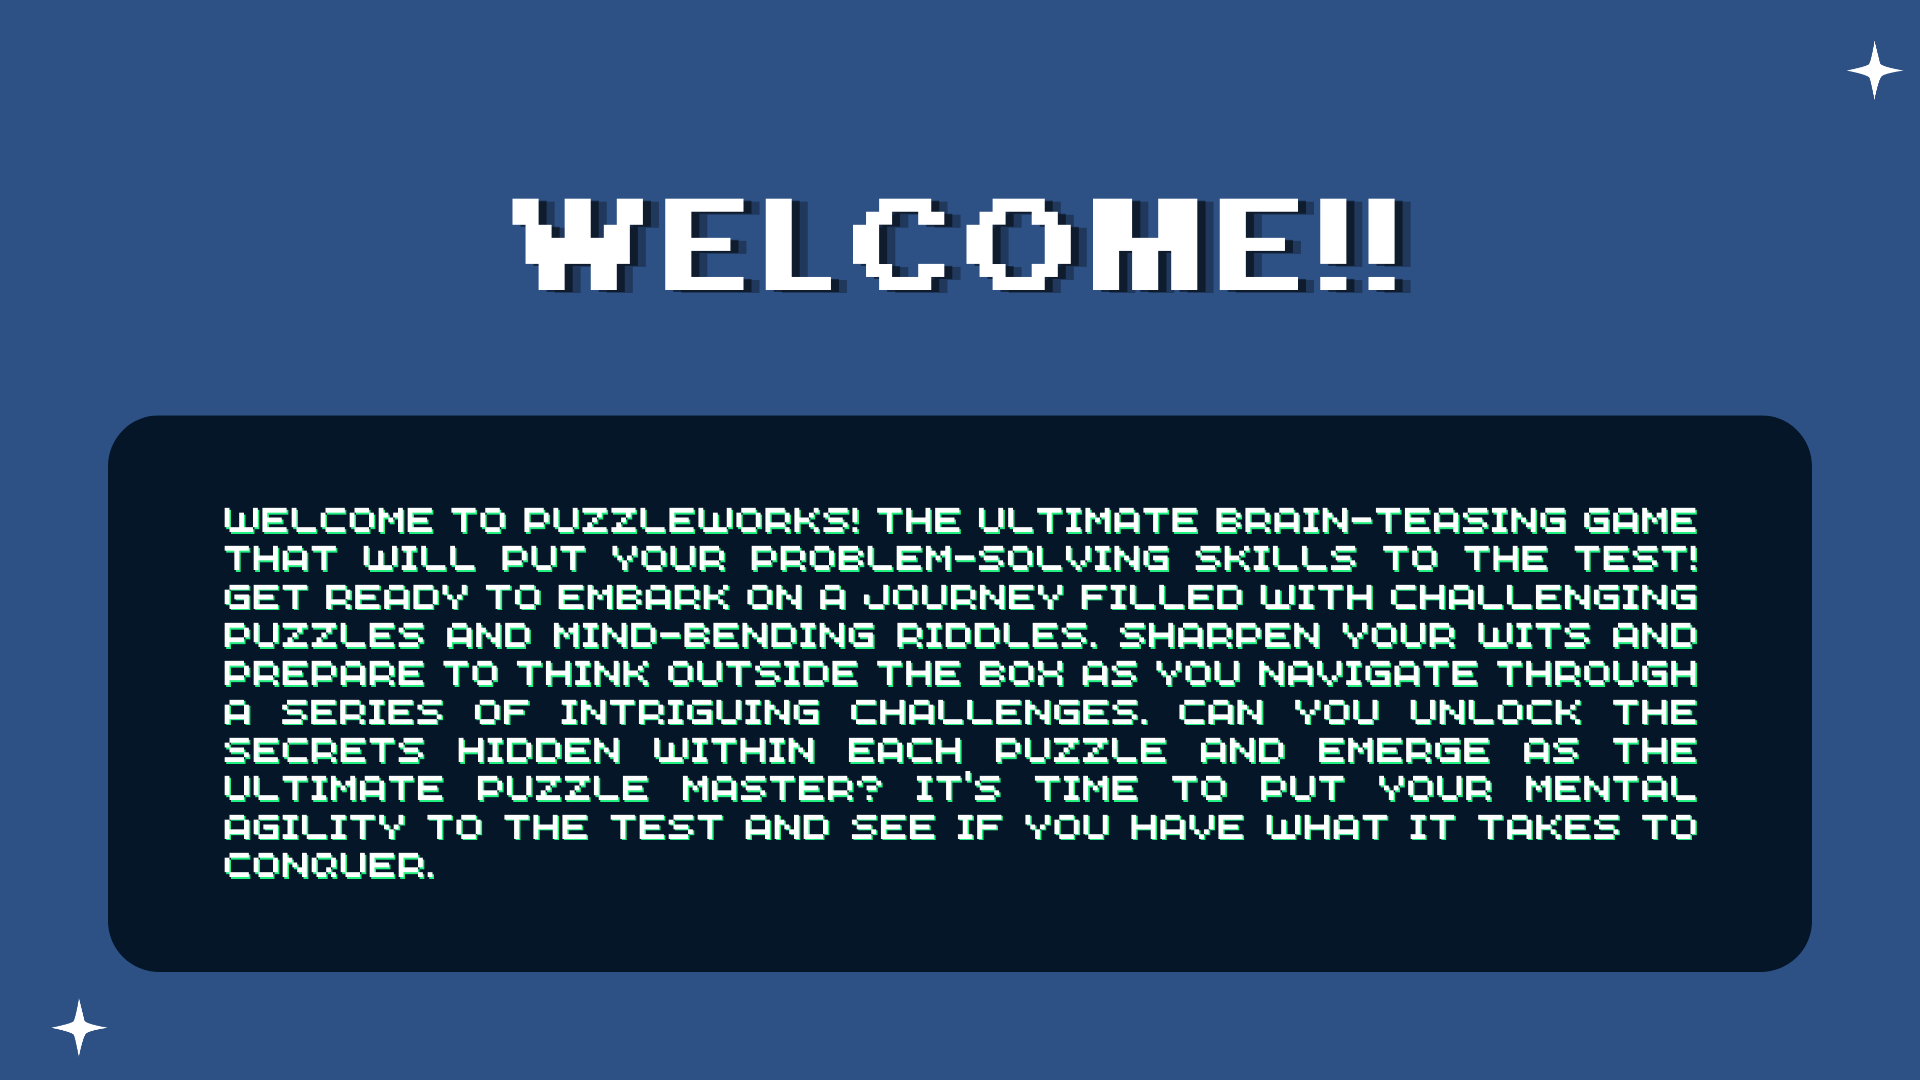 WELCOME!!
WELCOME TO PUZZLEWORKS! THE ULTIMATE BRAIN-TEASING GAME
THAT WILL PUT YOUR PROBLEM-SOLVING SKILLS TO THE TEST!
GET READY TO EMBARK ON A JOURNEY FILLED WITH CHALLENGING
PUZZLES AND MIND-BENDING RIDDLES. SHARPEN YOUR WITS AND
PREPARE TO THINK OUTSIDE THE BOX AS YOU NAVIGATE THROUGH
A SERIES OF INTRIGUING CHALLENGES. CAN YOU UNLOCK THE
SECRETS HIDDEN WITHIN EACH PUZZLE AND EMERGE AS THE
ULTIMATE PUZZLE MASTER? IT'S TIME TO PUT YOUR MENTAL
AGILITY TO THE TEST AND SEE IF YOU HAVE WHAT IT TAKES TO
CONQUER.